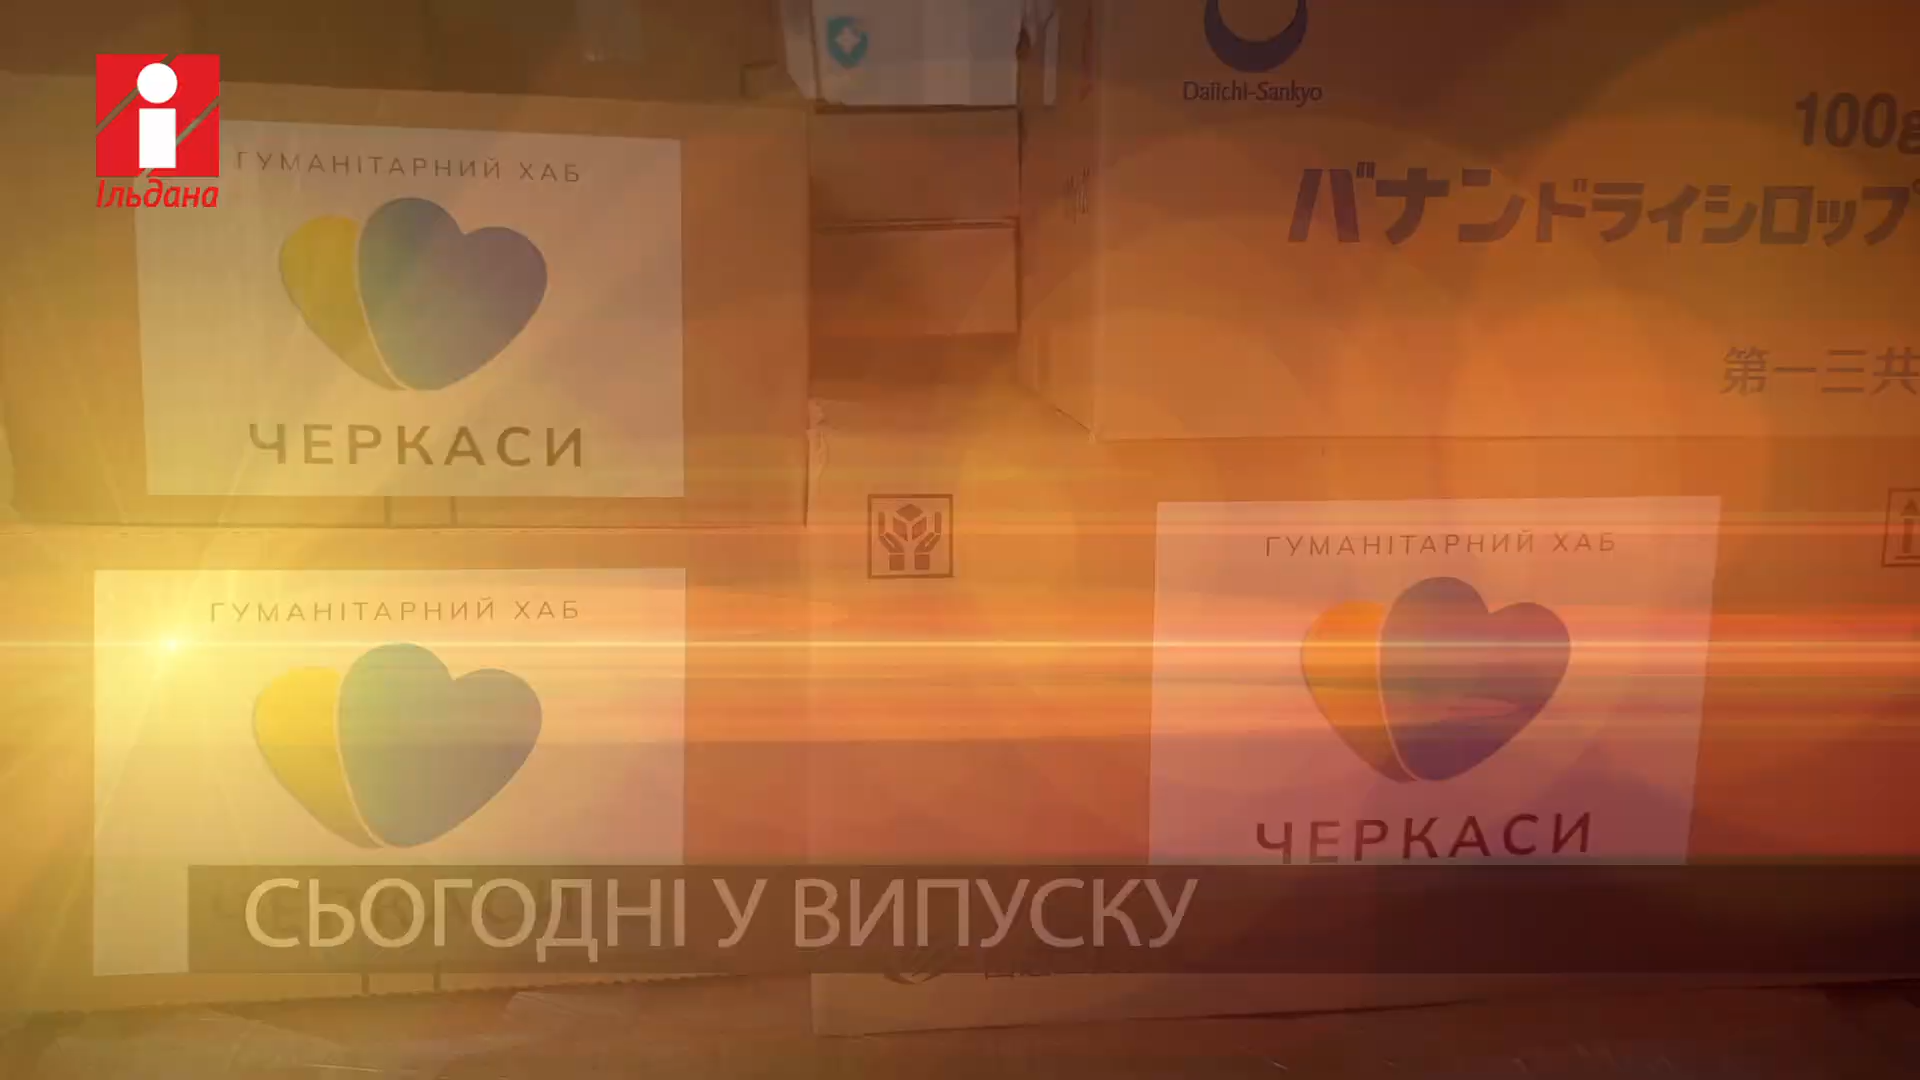 Ільдана
ГУМАНІТАРНИЙ ХАБ
ЧЕРКАСИ
Daiichi-Sankyo
100g
バナンドライシロップ
第一三共
ГУМАНІТАРНИЙ ХАБ
ГУМАНІТАРНИЙ ХАБ
ЧЕРКАСИ
СЬОГОДНІ У ВИПУСКУ